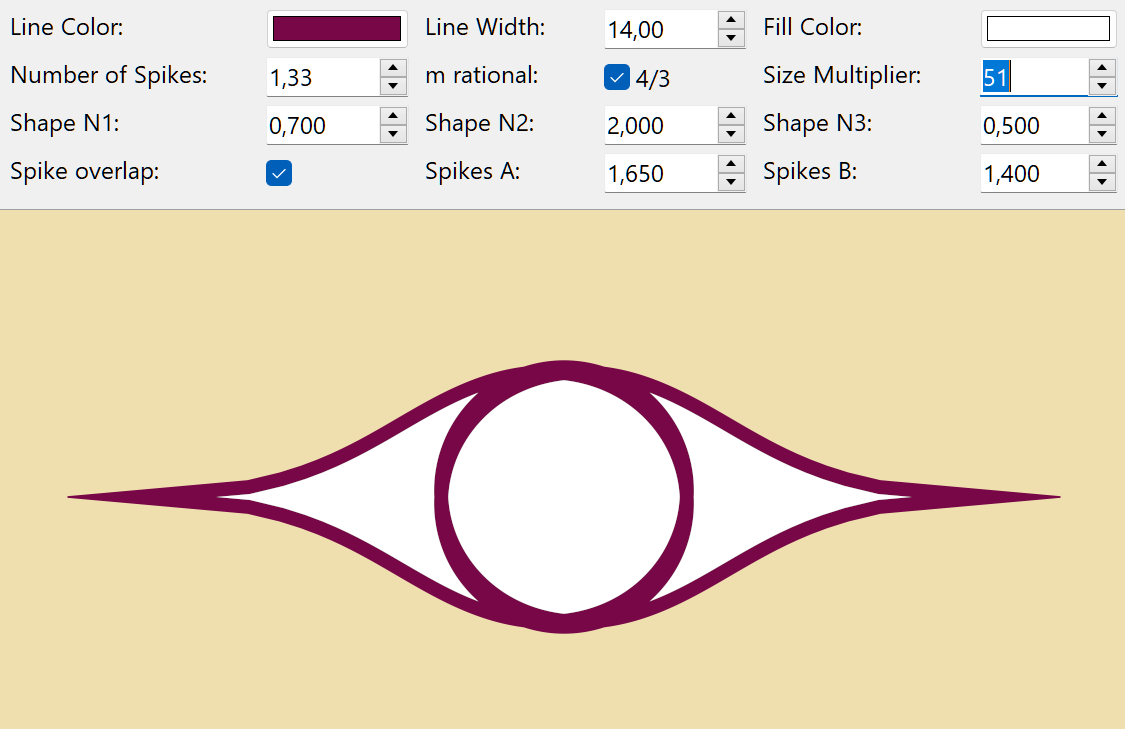 Line Color: Line Width: 14,00 Fill Color:
Number of Spikes: 1,33 m rational: 4/3 Size Multiplier: 51
Shape N1: 0,700 Shape N2: 2,000 Shape N3: 0,500
Spike overlap: Spikes A: 1,650 Spikes B: 1,400